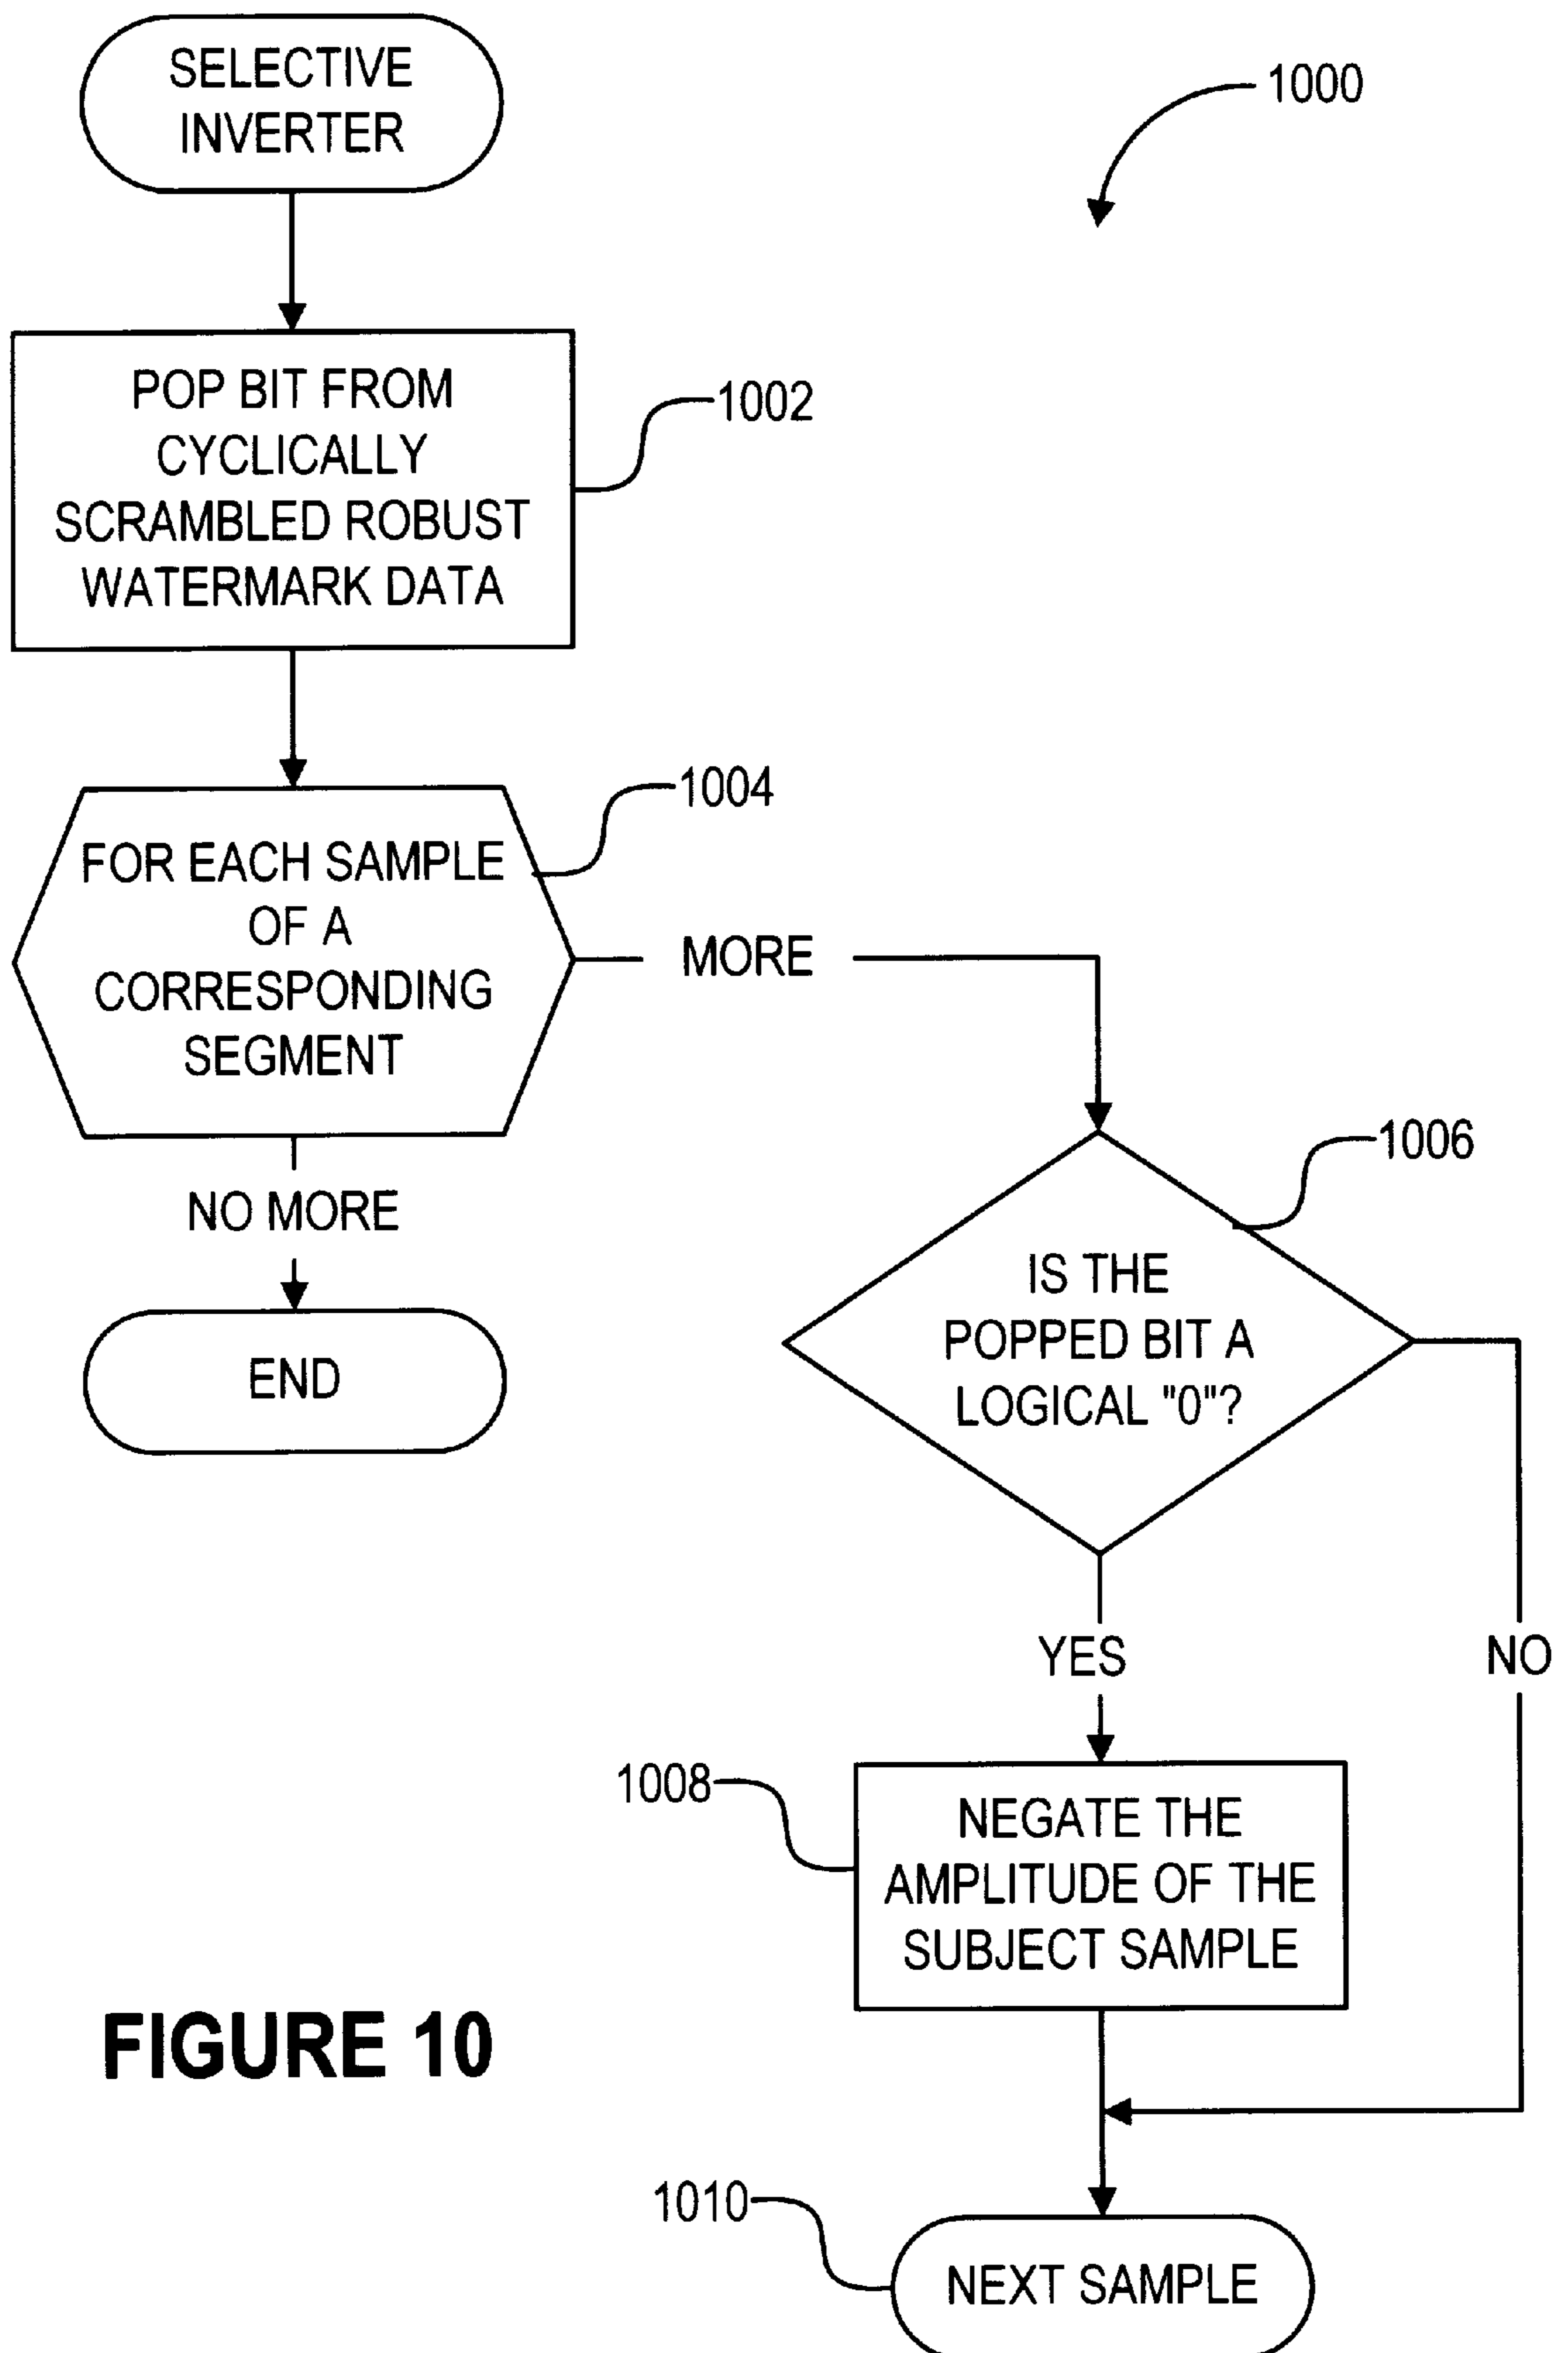 SELECTIVE
INVERTER
1000
POP BIT FROM
CYCLICALLY
SCRAMBLED ROBUST
WATERMARK DATA
1002
FOR EACH SAMPLE
OF A
CORRESPONDING
SEGMENT
1004
MORE
NO MORE
END
1006
IS THE
POPPED BIT A
LOGICAL "0"?
YES
NO
1008
NEGATE THE
AMPLITUDE OF THE
SUBJECT SAMPLE
FIGURE 10
1010
NEXT SAMPLE